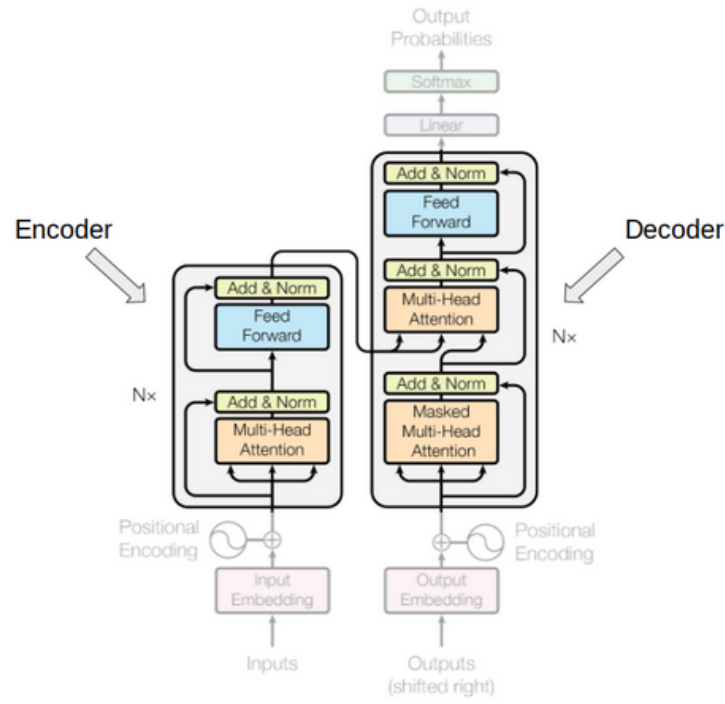 Output
Probabilities
Softmax
Linear
Add & Norm
Feed
Forward
Add & Norm
Multi-Head
Attention
Add & Norm
Masked
Multi-Head
Attention
Nx
Decoder
Encoder
Add & Norm
Feed
Forward
Add & Norm
Multi-Head
Attention
Nx
Positional
Encoding
Input
Embedding
Inputs
Positional
Encoding
Output
Embedding
Outputs
(shifted right)